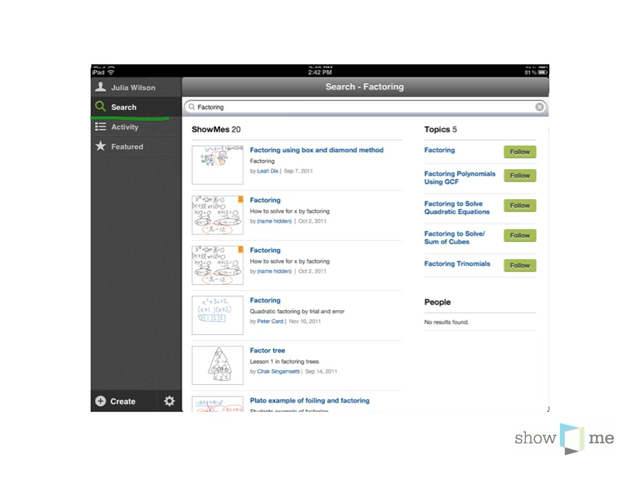 iPad 2:42 PM 81 %
Julia Wilson
Search
Activity
Featured
Create
Search - Factoring
Factoring
ShowMes 20
Factoring using box and diamond method
Factoring
by Leah Dix | Sep 7, 2011
Factoring
How to solve for x by factoring
by (name hidden) | Oct 2, 2011
Factoring
How to solve for x by factoring
by (name hidden) | Oct 2, 2011
Factoring
Quadratic factoring by trial and error
by Peter Card | Nov 10, 2011
Factor tree
Lesson 1 in factoring trees
by Chak Singamsetti | Sep 14, 2011
Plato example of foiling and factoring
Students example of factoring
Topics 5
Factoring Follow
Factoring Polynomials
Using GCF Follow
Factoring to Solve
Quadratic Equations Follow
Factoring to Solve/
Sum of Cubes Follow
Factoring Trinomials Follow
People
No results found.
show me